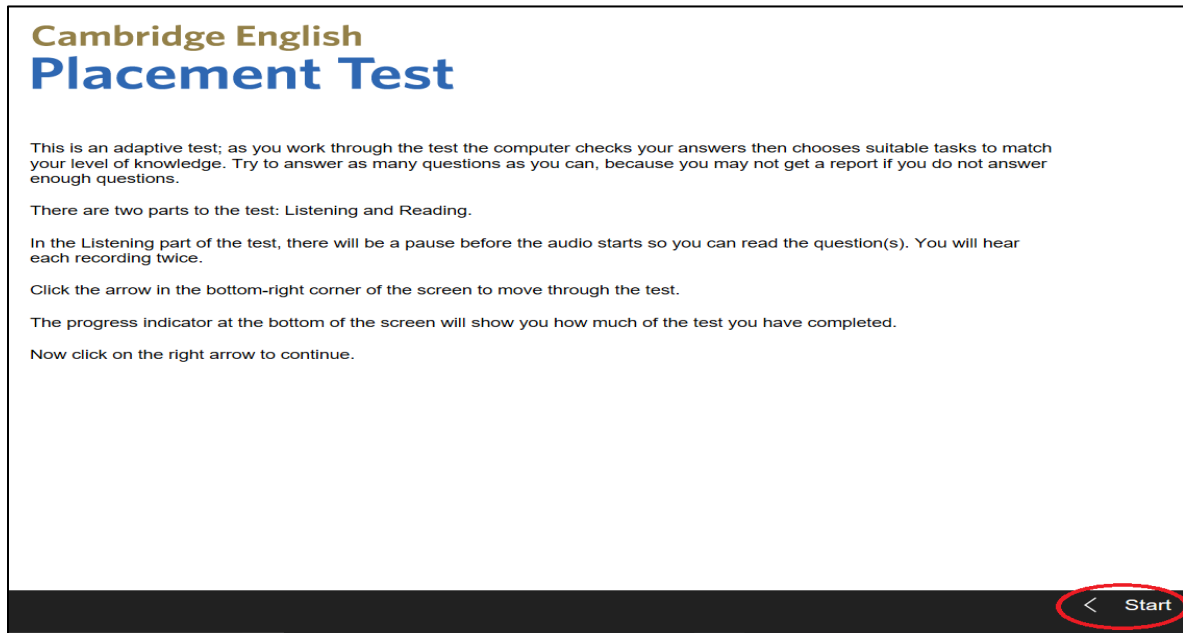 Cambridge English
Placement Test
This is an adaptive test; as you work through the test the computer checks your answers then chooses suitable tasks to match
your level of knowledge. Try to answer as many questions as you can, because you may not get a report if you do not answer
enough questions.
There are two parts to the test: Listening and Reading.
In the Listening part of the test, there will be a pause before the audio starts so you can read the question(s). You will hear
each recording twice.
Click the arrow in the bottom-right corner of the screen to move through the test.
The progress indicator at the bottom of the screen will show you how much of the test you have completed.
Now click on the right arrow to continue.
< Start